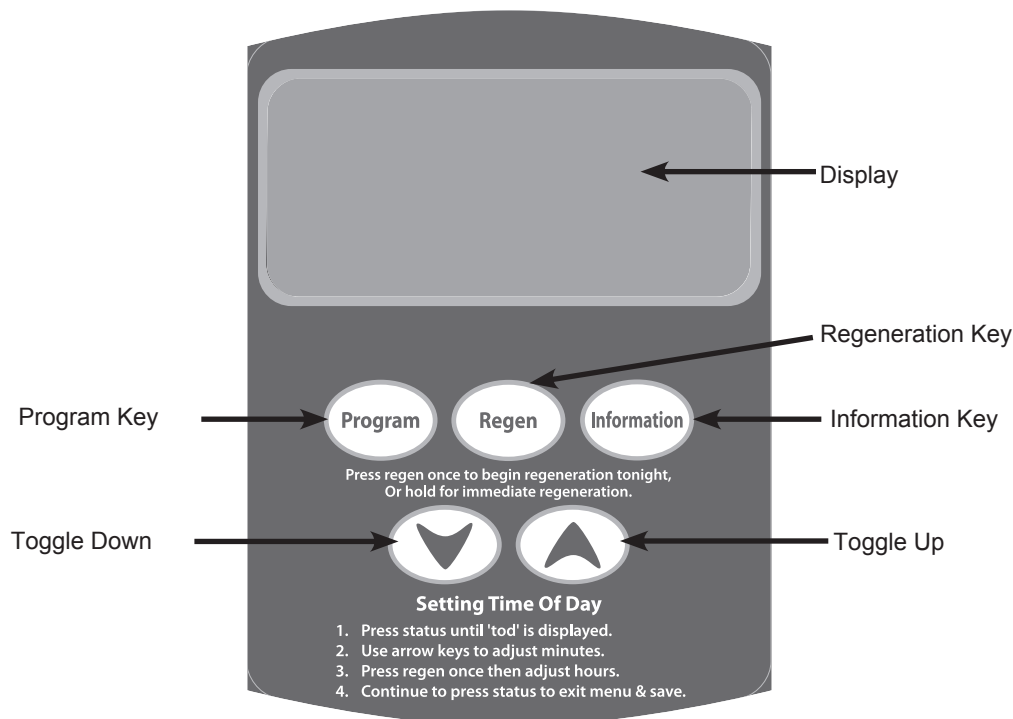 Display
Regeneration Key
Program Key
Program
Regen
Information
Information Key
Press regen once to begin regeneration tonight,
Or hold for immediate regeneration.
Toggle Down
Toggle Up
Setting Time Of Day
1. Press status until 'tod' is displayed.
2. Use arrow keys to adjust minutes.
3. Press regen once then adjust hours.
4. Continue to press status to exit menu & save.